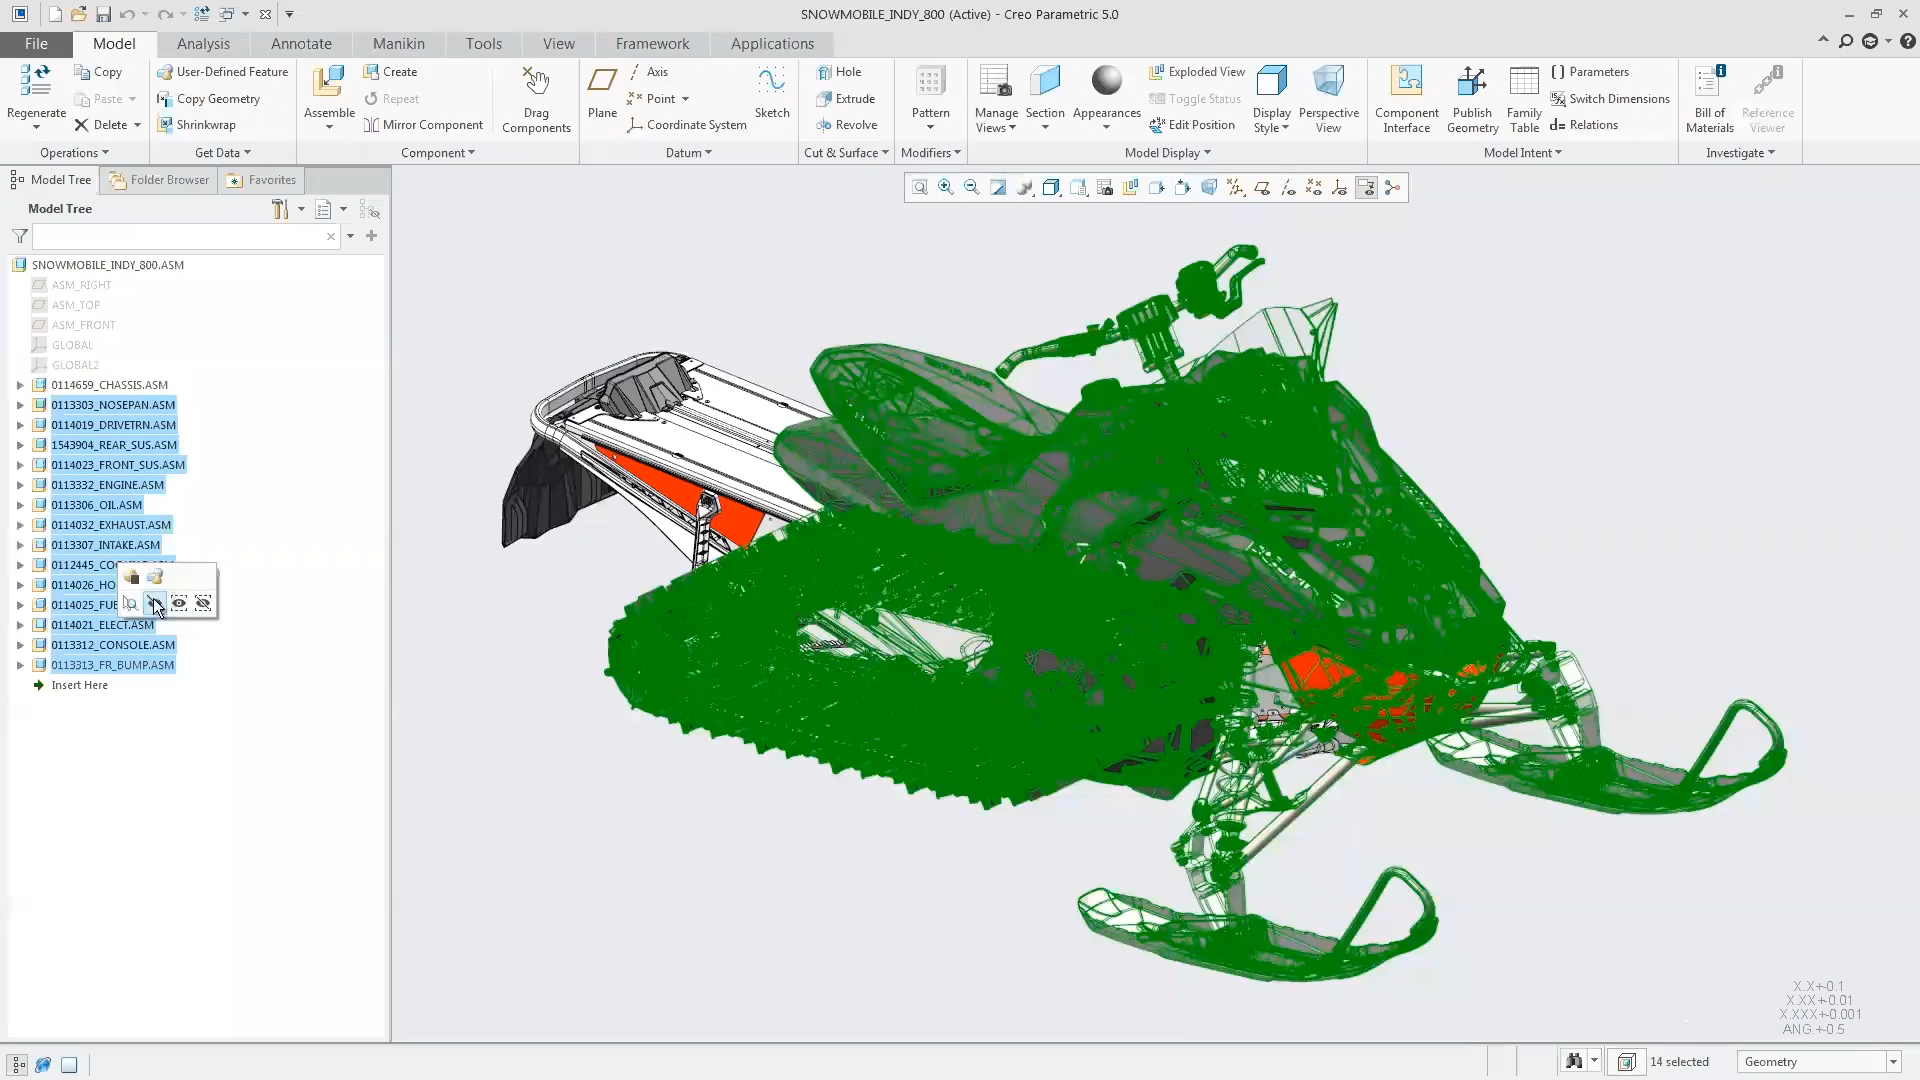 SNOWMOBILE_INDY_800 (Active) - Creo Parametric 5.0
File
Model
Analysis
Annotate
Manikin
Tools
View
Framework
Applications
Regenerate
Copy
Paste
Delete
Operations
User-Defined Feature
Copy Geometry
Shrinkwrap
Get Data
Assemble
Create
Repeat
Mirror Component
Drag
Components
Component
Plane
Axis
Point
Coordinate System
Sketch
Datum
Hole
Extrude
Revolve
Cut & Surface
Pattern
Modifiers
Manage
Views
Section
Appearances
Exploded View
Toggle Status
Edit Position
Display
Style
Perspective
View
Model Display
Component
Interface
Publish
Geometry
Family
Table
Parameters
Switch Dimensions
Relations
Model Intent
Bill of
Materials
Reference
Viewer
Investigate
Model Tree
Folder Browser
Favorites
Model Tree
SNOWMOBILE_INDY_800.ASM
ASM_RIGHT
ASM_TOP
ASM_FRONT
GLOBAL
GLOBAL2
0114659_CHASSIS.ASM
0113303_NOSEPAN.ASM
0114019_DRIVETRN.ASM
1543904_REAR_SUS.ASM
0114023_FRONT_SUS.ASM
0113332_ENGINE.ASM
0113306_OIL.ASM
0114032_EXHAUST.ASM
0113307_INTAKE.ASM
0112445_CO
0114026_HO
0114025_FUE
0114021_ELECT.ASM
0113312_CONSOLE.ASM
0113313_FR_BUMP.ASM
Insert Here
X.X+-0.1
X.XX+-0.01
X.XXX+-0.001
ANG.+-0.5
14 selected
Geometry